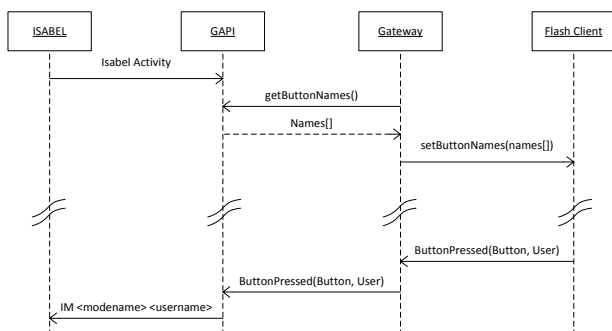 ISABEL
GAPI
Gateway
Flash Client
Isabel Activity
getButtonNames()
Names[]
setButtonNames(names[])
ButtonPressed(Button, User)
ButtonPressed(Button, User)
IM <modename> <username>